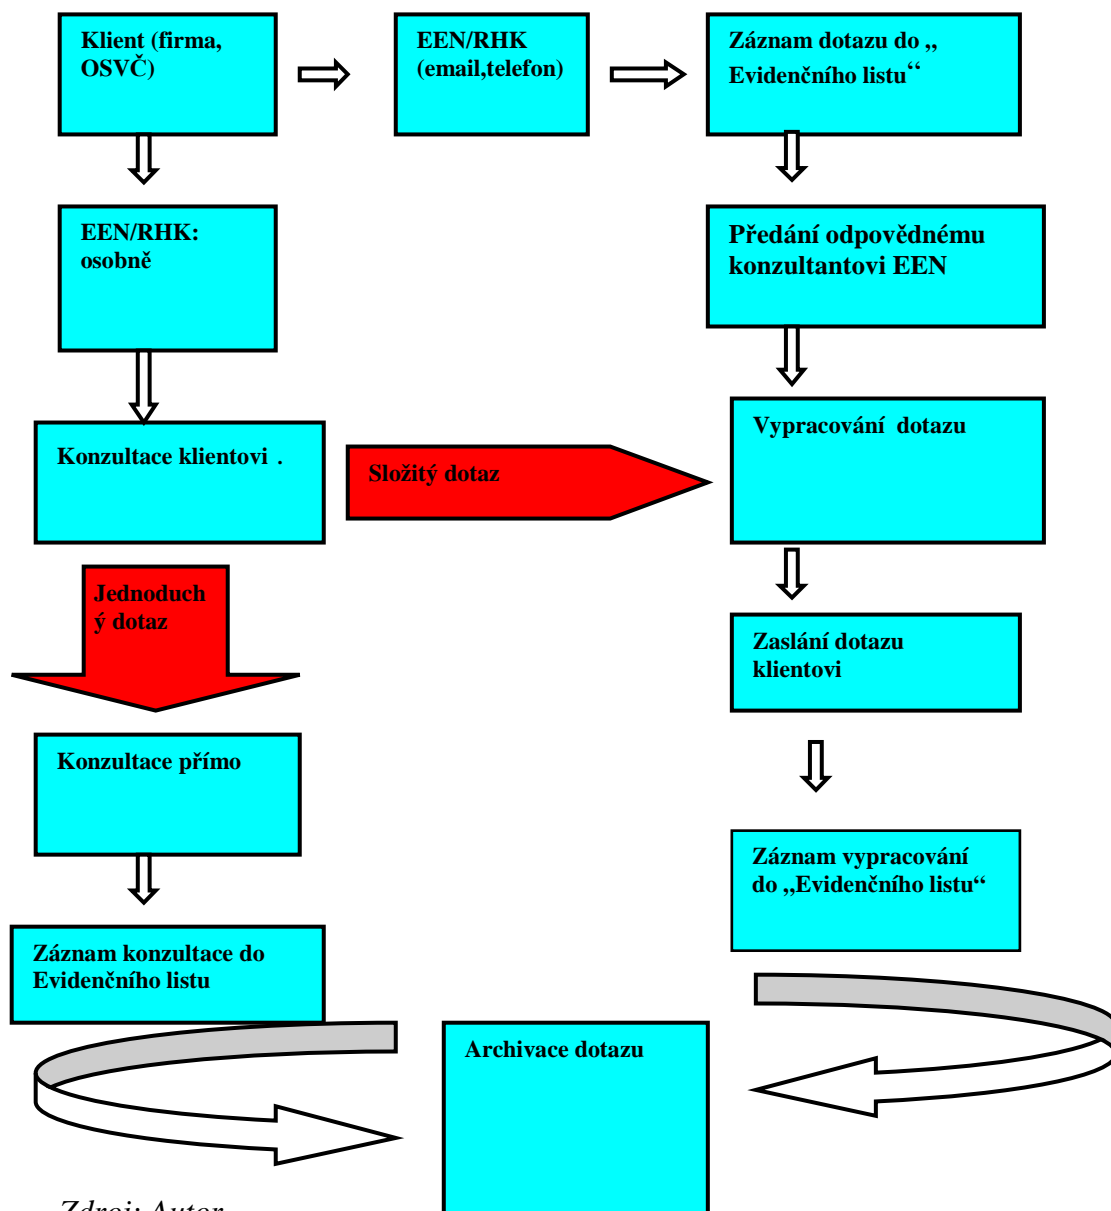 Klient (firma,
OSVČ)
EEN/RHK
(email,telefon)
Záznam dotazu do „
Evidenčního listu“
EEN/RHK:
osobně
Předání odpovědnému
konzultantovi EEN
Konzultace klientovi .
Složitý dotaz
Vypracování dotazu
Jednoduch
ý dotaz
Zaslání dotazu
klientovi
Konzultace přímo
Záznam vypracování
do „Evidenčního listu“
Záznam konzultace do
Evidenčního listu
Archivace dotazu
Zdroj: Autor